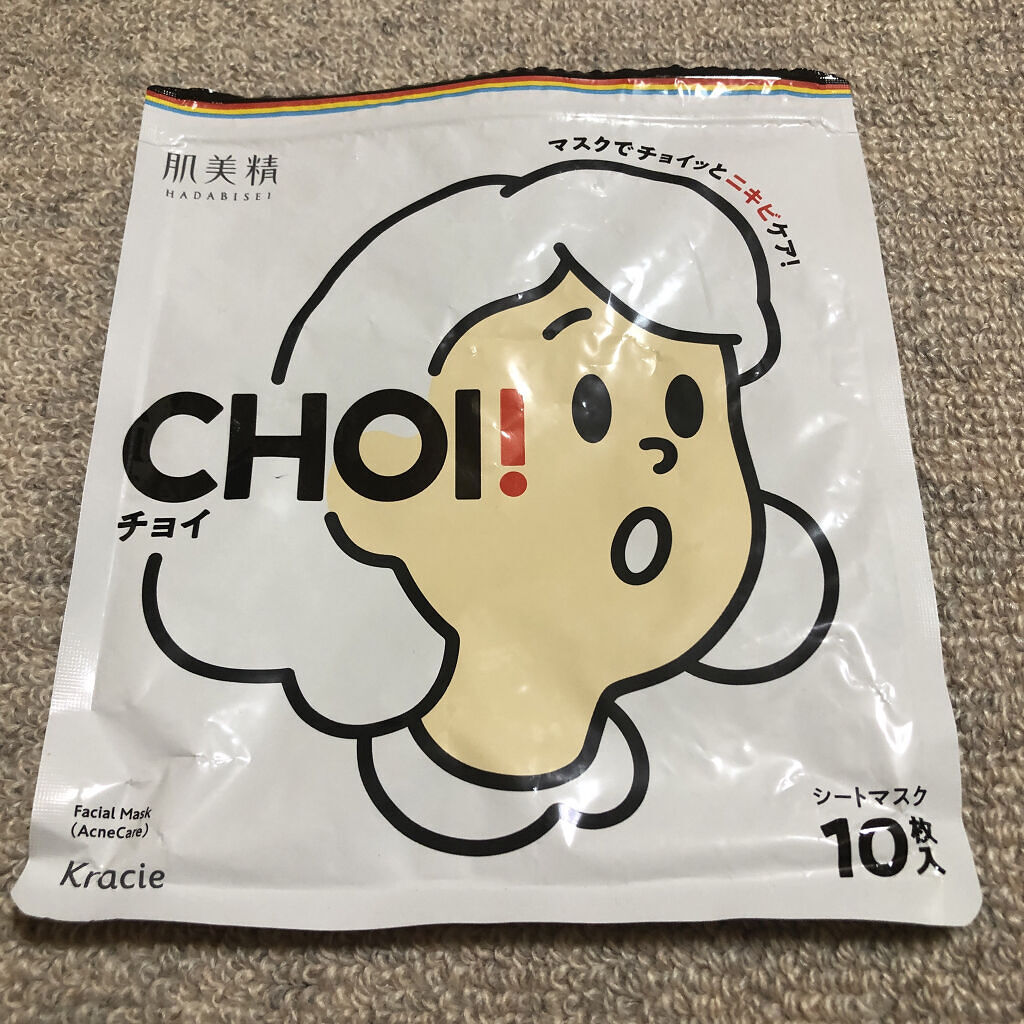 肌美精
HADABISEI
マスクでチョイッとニキビケア!
CHOI!
チョイ
Facial Mask
(AcneCare)
Kracie
シートマスク
10枚入